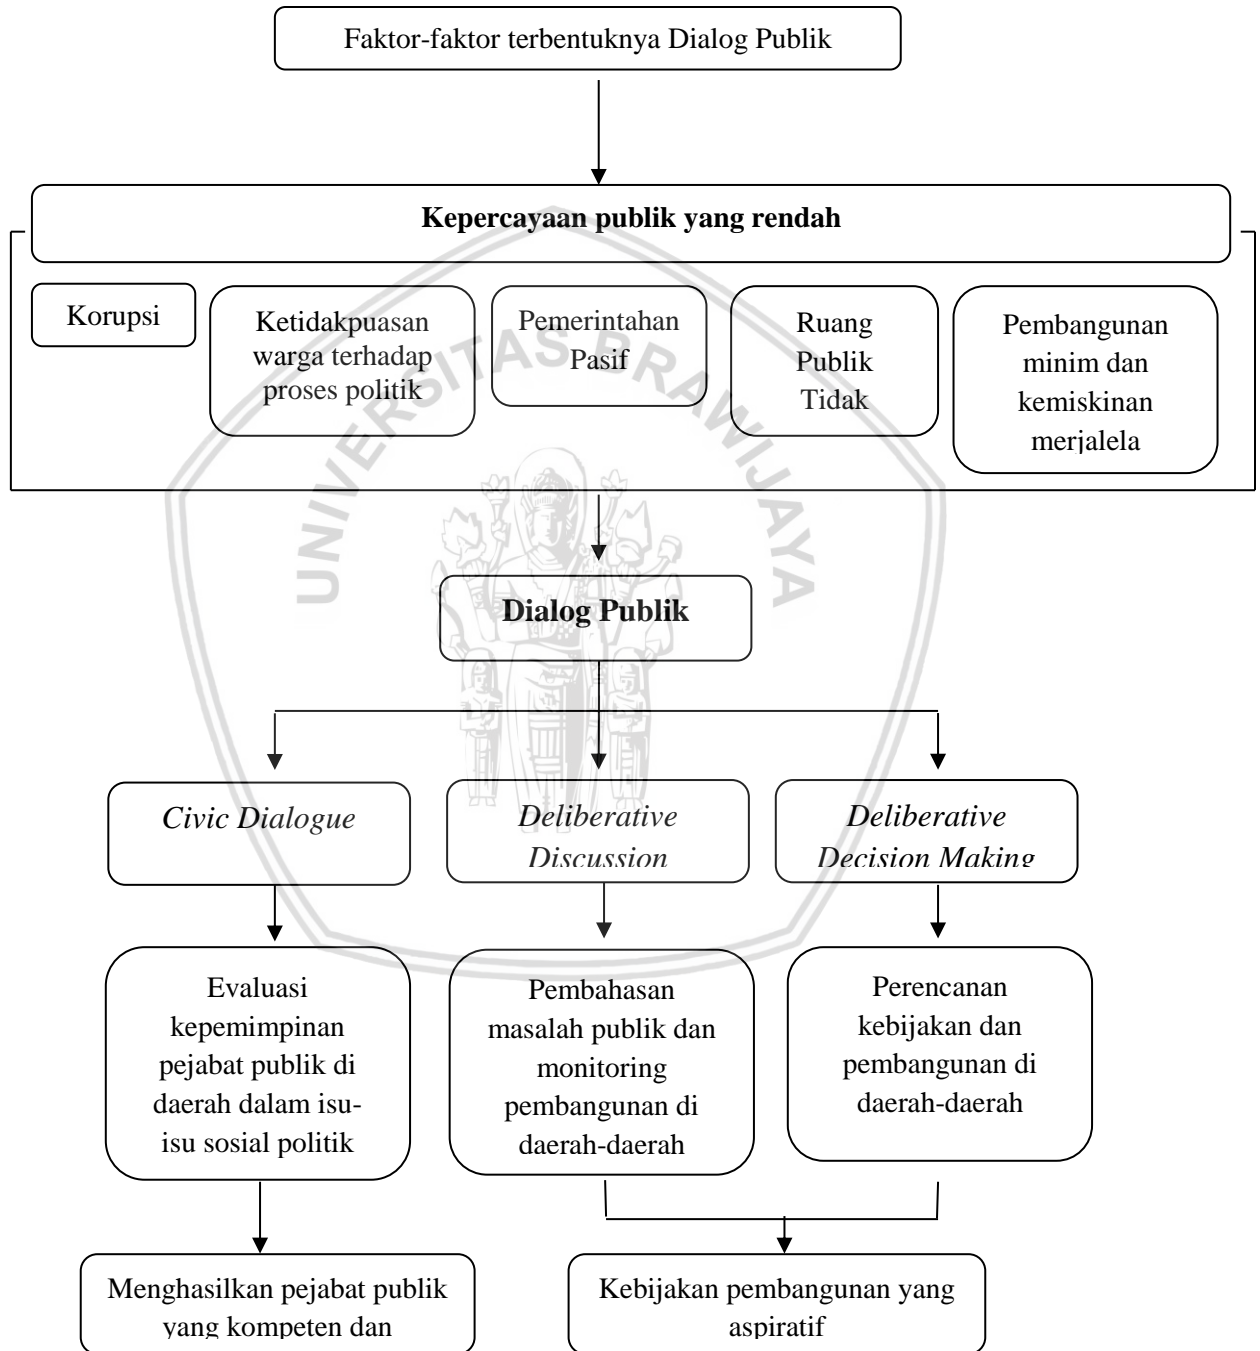 Faktor-faktor terbentuknya Dialog Publik
Kepercayaan publik yang rendah
Korupsi
Ketidakpuasan
warga terhadap
proses politik
Pemerintahan
Pasif
Ruang
Publik
Tidak
Pembangunan
minim dan
kemiskinan
merjalela
UNIVERSITAS BRAWIJAYA
Dialog Publik
Civic Dialogue
Deliberative
Discussion
Deliberative
Decision Making
Evaluasi
kepemimpinan
pejabat publik di
daerah dalam isu-
isu sosial politik
Pembahasan
masalah publik dan
monitoring
pembangunan di
daerah-daerah
Perencanan
kebijakan dan
pembangunan di
daerah-daerah
Menghasilkan pejabat publik
yang kompeten dan
Kebijakan pembangunan yang
aspiratif